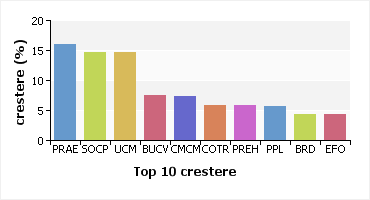 crestere (%)
20
15
10
5
0
PRAE SOCP UCM BUCV CMCM COTR PREH PPL BRD EFO
Top 10 crestere